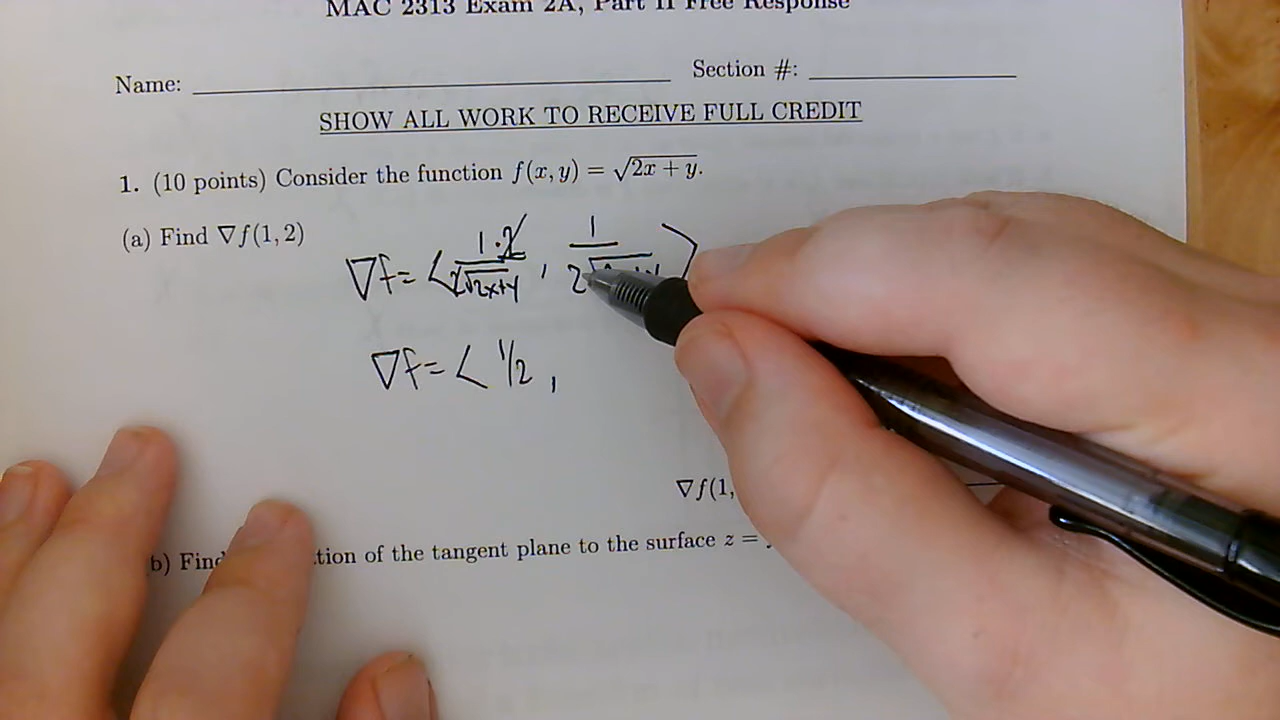 MAC 2313 Exam 2A, Part II Free Response
Name: Section #:
SHOW ALL WORK TO RECEIVE FULL CREDIT
1. (10 points) Consider the function f(x, y) = √2x + y.
(a) Find ∇f(1, 2)
∇f = < 1·2 / 2√2x+y , 1 / 2√ >
∇f = < 1/2 ,
∇f(1,
b) Find tion of the tangent plane to the surface z =